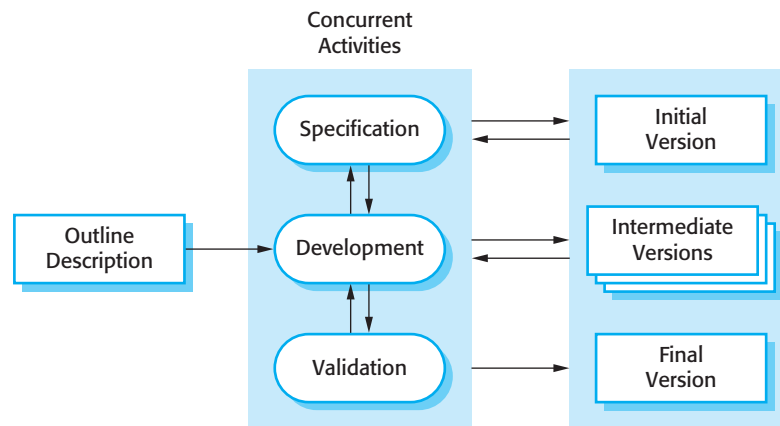 Concurrent
Activities
Specification
Initial
Version
Outline
Description
Development
Intermediate
Versions
Validation
Final
Version